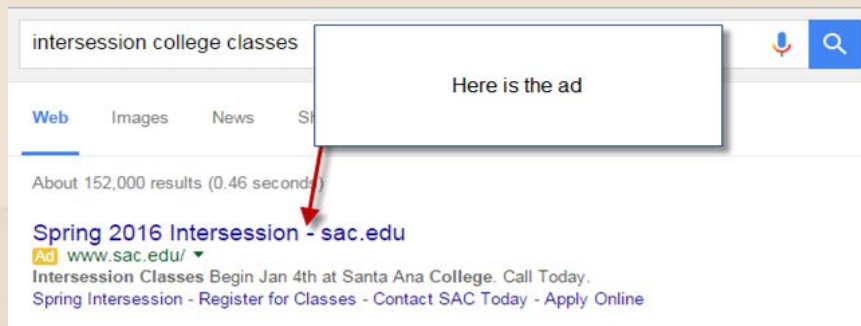 intersession college classes
Here is the ad
Web Images News
About 152,000 results (0.46 seconds)
Spring 2016 Intersession - sac.edu
Ad www.sac.edu/
Intersession Classes Begin Jan 4th at Santa Ana College. Call Today.
Spring Intersession - Register for Classes - Contact SAC Today - Apply Online